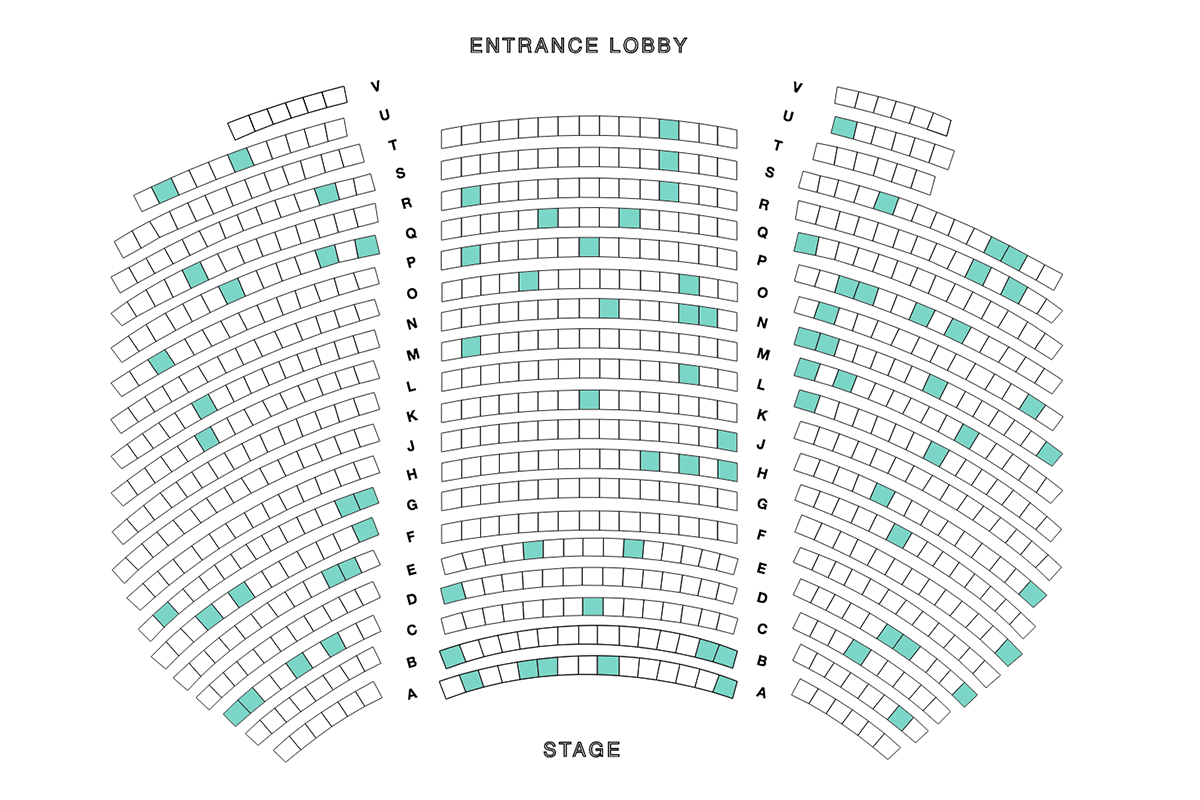 ENTRANCE LOBBY
V V
U U
T T
S S
R R
Q Q
P P
O O
N N
M M
L L
K K
J J
H H
G G
F F
E E
D D
C C
B B
A A
STAGE